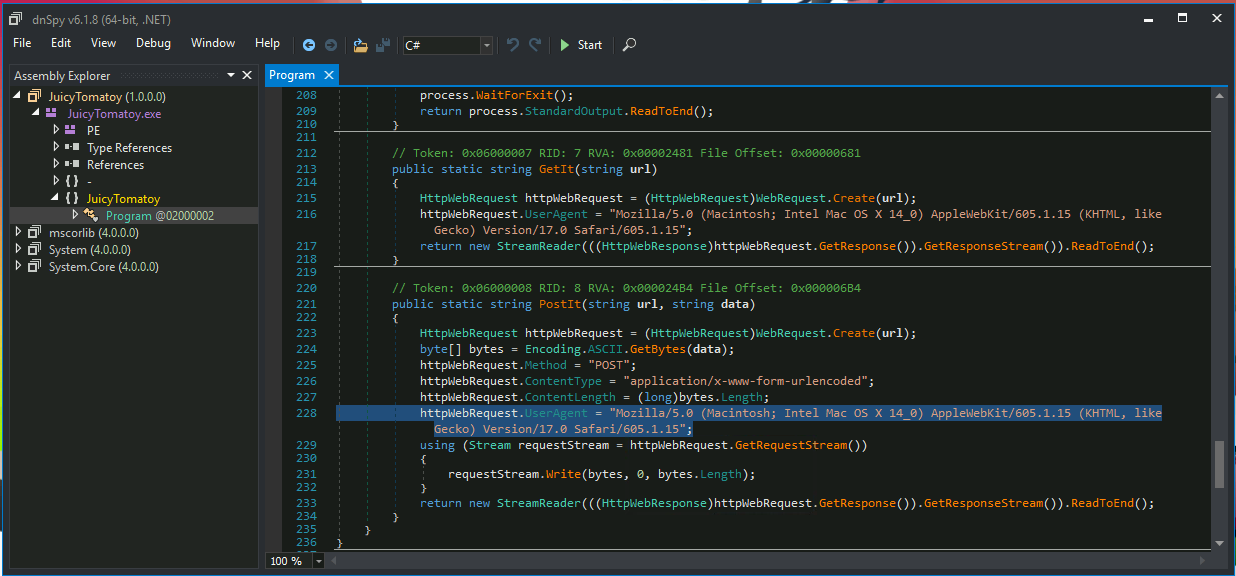 dnSpy v6.1.8 (64-bit, .NET)
File Edit View Debug Window Help C# Start
Assembly Explorer
JuicyTomatoy (1.0.0.0)
JuicyTomatoy.exe
PE
Type References
References
{ } -
{ } JuicyTomatoy
Program @02000002
mscorlib (4.0.0.0)
System (4.0.0.0)
System.Core (4.0.0.0)
Program
208 process.WaitForExit();
209 return process.StandardOutput.ReadToEnd();
210 }
211
212 // Token: 0x06000007 RID: 7 RVA: 0x00002481 File Offset: 0x00000681
213 public static string GetIt(string url)
214 {
215 HttpWebRequest httpWebRequest = (HttpWebRequest)WebRequest.Create(url);
216 httpWebRequest.UserAgent = "Mozilla/5.0 (Macintosh; Intel Mac OS X 14_0) AppleWebKit/605.1.15 (KHTML, like
Gecko) Version/17.0 Safari/605.1.15";
217 return new StreamReader(((HttpWebResponse)httpWebRequest.GetResponse()).GetResponseStream()).ReadToEnd();
218 }
219
220 // Token: 0x06000008 RID: 8 RVA: 0x000024B4 File Offset: 0x000006B4
221 public static string PostIt(string url, string data)
222 {
223 HttpWebRequest httpWebRequest = (HttpWebRequest)WebRequest.Create(url);
224 byte[] bytes = Encoding.ASCII.GetBytes(data);
225 httpWebRequest.Method = "POST";
226 httpWebRequest.ContentType = "application/x-www-form-urlencoded";
227 httpWebRequest.ContentLength = (long)bytes.Length;
228 httpWebRequest.UserAgent = "Mozilla/5.0 (Macintosh; Intel Mac OS X 14_0) AppleWebKit/605.1.15 (KHTML, like
Gecko) Version/17.0 Safari/605.1.15";
229 using (Stream requestStream = httpWebRequest.GetRequestStream())
230 {
231 requestStream.Write(bytes, 0, bytes.Length);
232 }
233 return new StreamReader(((HttpWebResponse)httpWebRequest.GetResponse()).GetResponseStream()).ReadToEnd();
234 }
235 }
236 }
100 %